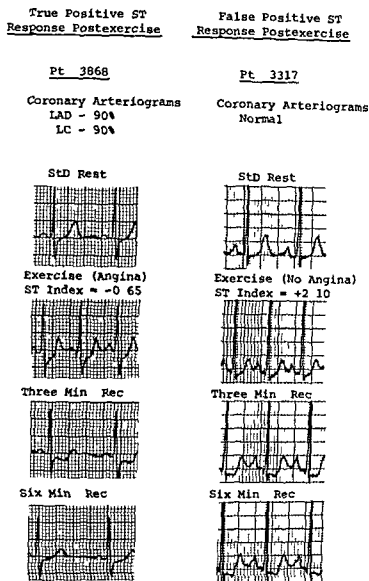 True Positive ST
Response Postexercise
Pt 3868
Coronary Arteriograms
LAD - 90%
LC - 90%
StD Rest
Exercise (Angina)
ST Index = -0 65
Three Min Rec
Six Min Rec
False Positive ST
Response Postexercise
Pt 3317
Coronary Arteriograms
Normal
StD Rest
Exercise (No Angina)
ST Index = +2 10
Three Min Rec
Six Min Rec